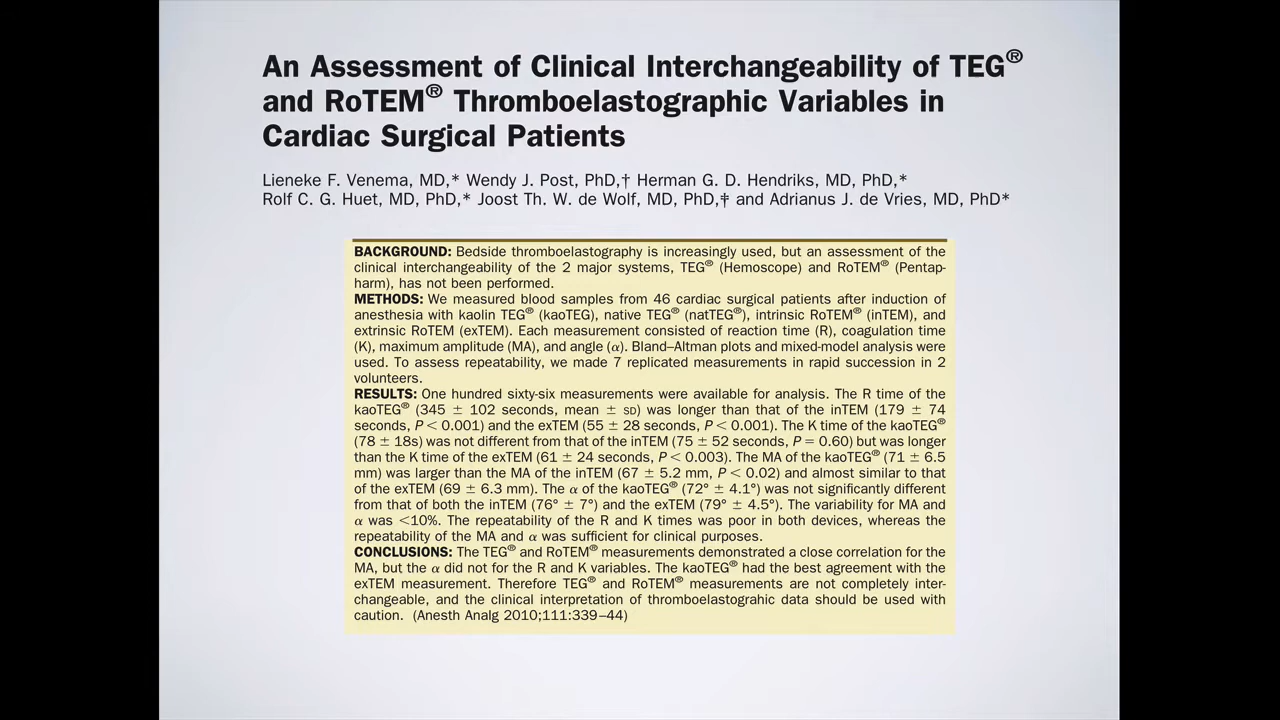 An Assessment of Clinical Interchangeability of TEG®
and RoTEM® Thromboelastographic Variables in
Cardiac Surgical Patients
Lieneke F. Venema, MD,* Wendy J. Post, PhD,† Herman G. D. Hendriks, MD, PhD,*
Rolf C. G. Huet, MD, PhD,* Joost Th. W. de Wolf, MD, PhD,‡ and Adrianus J. de Vries, MD, PhD*
BACKGROUND: Bedside thromboelastography is increasingly used, but an assessment of the
clinical interchangeability of the 2 major systems, TEG® (Hemoscope) and RoTEM® (Pentap-
harm), has not been performed.
METHODS: We measured blood samples from 46 cardiac surgical patients after induction of
anesthesia with kaolin TEG® (kaoTEG), native TEG® (natTEG®), intrinsic RoTEM® (inTEM), and
extrinsic RoTEM (exTEM). Each measurement consisted of reaction time (R), coagulation time
(K), maximum amplitude (MA), and angle (α). Bland–Altman plots and mixed-model analysis were
used. To assess repeatability, we made 7 replicated measurements in rapid succession in 2
volunteers.
RESULTS: One hundred sixty-six measurements were available for analysis. The R time of the
kaoTEG® (345 ± 102 seconds, mean ± SD) was longer than that of the inTEM (179 ± 74
seconds, P < 0.001) and the exTEM (55 ± 28 seconds, P < 0.001). The K time of the kaoTEG®
(78 ± 18s) was not different from that of the inTEM (75 ± 52 seconds, P = 0.60) but was longer
than the K time of the exTEM (61 ± 24 seconds, P < 0.003). The MA of the kaoTEG® (71 ± 6.5
mm) was larger than the MA of the inTEM (67 ± 5.2 mm, P < 0.02) and almost similar to that
of the exTEM (69 ± 6.3 mm). The α of the kaoTEG® (72° ± 4.1°) was not significantly different
from that of both the inTEM (76° ± 7°) and the exTEM (79° ± 4.5°). The variability for MA and
α was <10%. The repeatability of the R and K times was poor in both devices, whereas the
repeatability of the MA and α was sufficient for clinical purposes.
CONCLUSIONS: The TEG® and RoTEM® measurements demonstrated a close correlation for the
MA, but the α did not for the R and K variables. The kaoTEG® had the best agreement with the
exTEM measurement. Therefore TEG® and RoTEM® measurements are not completely inter-
changeable, and the clinical interpretation of thromboelastograhic data should be used with
caution. (Anesth Analg 2010;111:339–44)